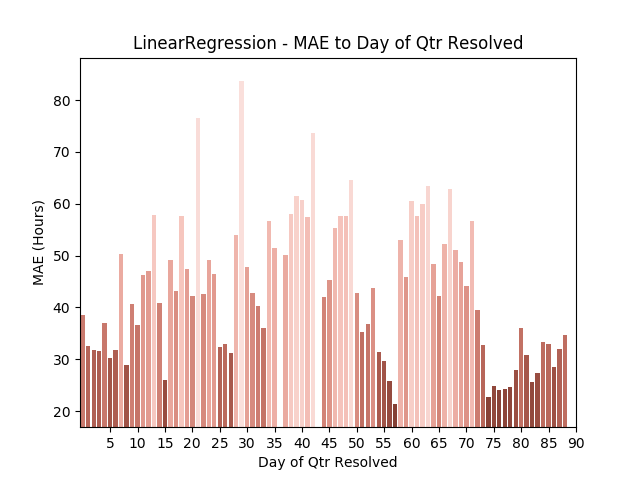 LinearRegression - MAE to Day of Qtr Resolved
MAE (Hours)
80
70
60
50
40
30
20
5 10 15 20 25 30 35 40 45 50 55 60 65 70 75 80 85 90
Day of Qtr Resolved